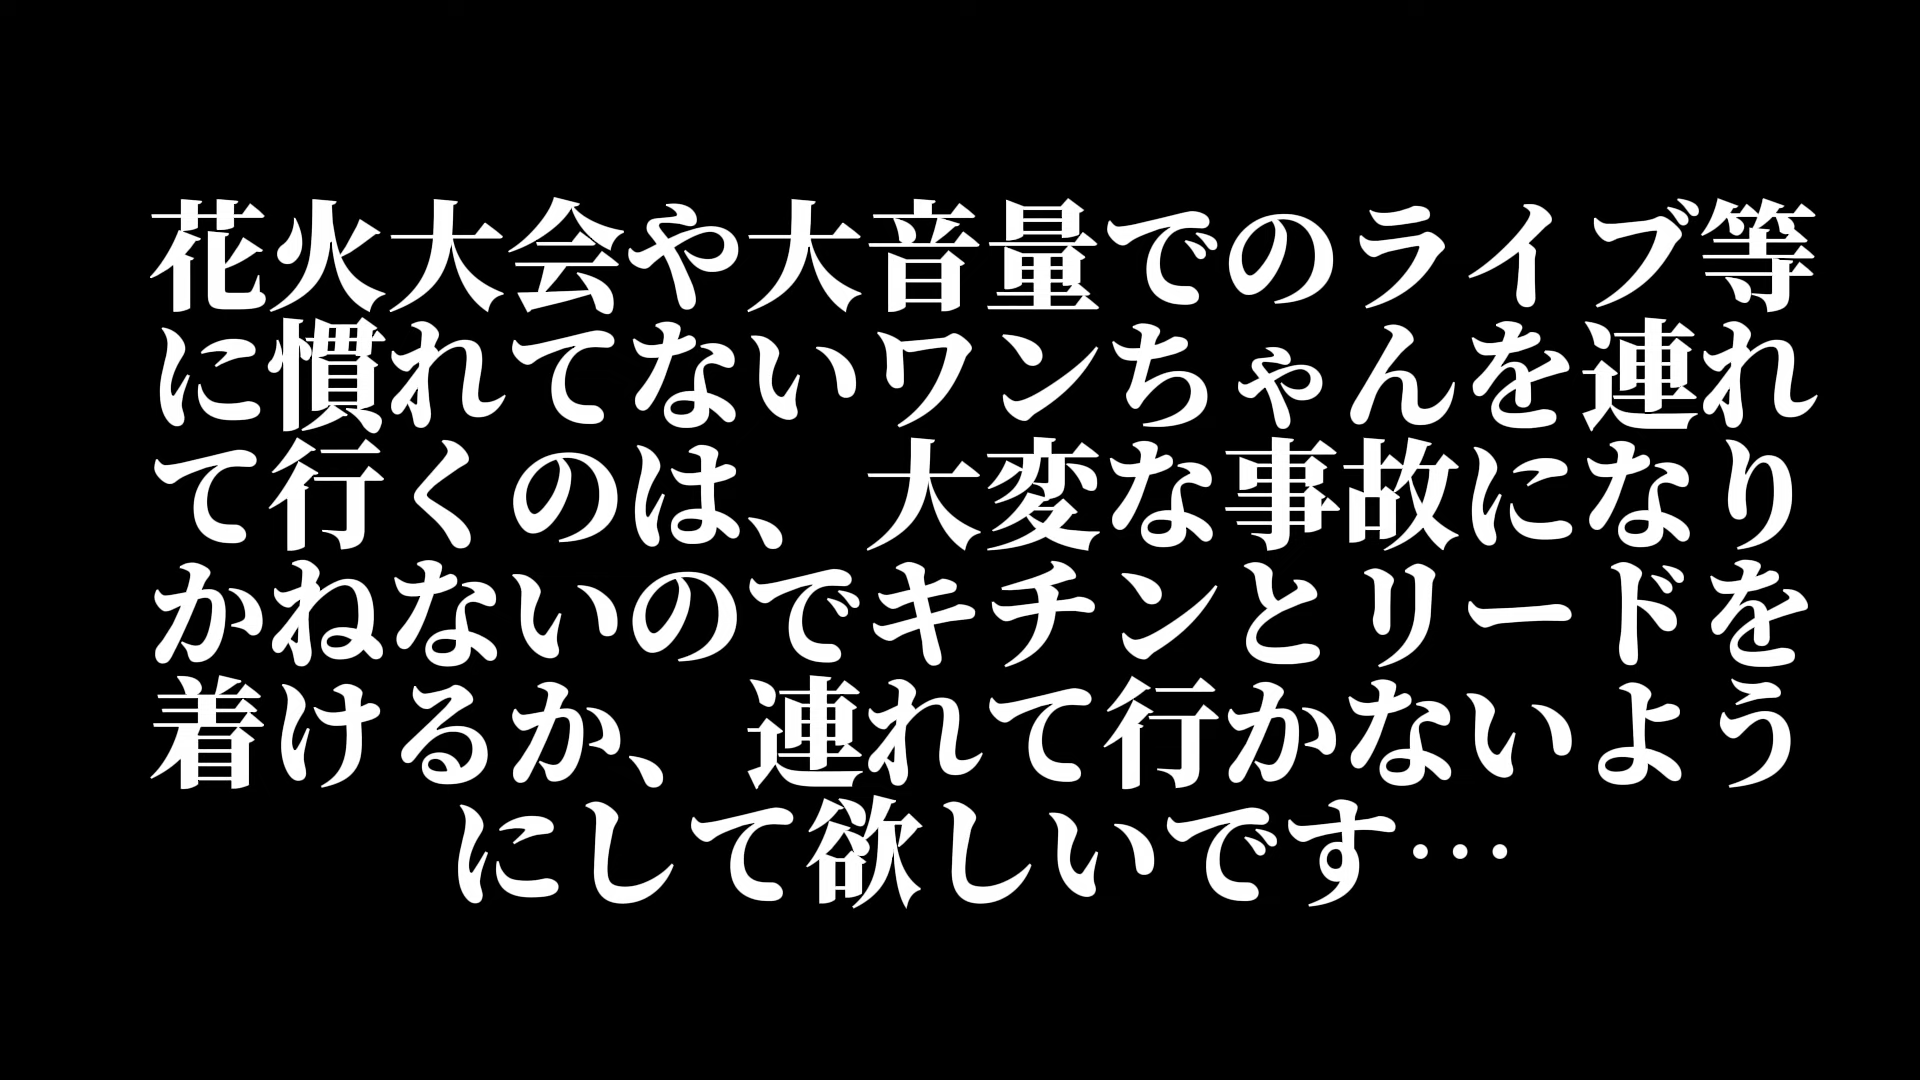 花火大会や大音量でのライブ等
に慣れてないワンちゃんを連れ
て行くのは、大変な事故になり
かねないのでキチンとリードを
着けるか、連れて行かないよう
にして欲しいです…